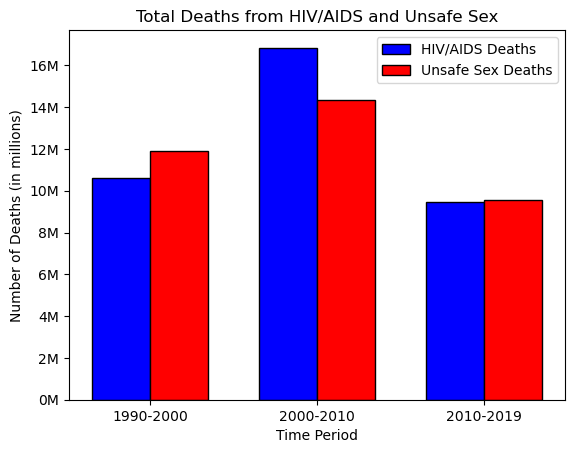 Total Deaths from HIV/AIDS and Unsafe Sex
HIV/AIDS Deaths
Unsafe Sex Deaths
Number of Deaths (in millions)
16M
14M
12M
10M
8M
6M
4M
2M
0M
1990-2000 2000-2010 2010-2019
Time Period